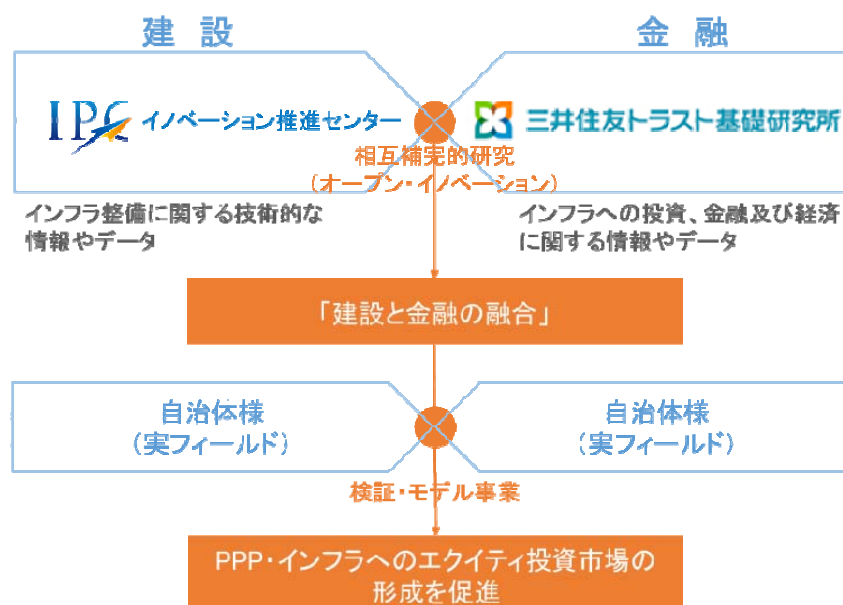 建 設
金 融
IPC イノベーション推進センター
三井住友トラスト基礎研究所
相互補完的研究
(オープン・イノベーション)
インフラ整備に関する技術的な
情報やデータ
インフラへの投資、金融及び経済
に関する情報やデータ
「建設と金融の融合」
自治体様
(実フィールド)
自治体様
(実フィールド)
検証・モデル事業
PPP・インフラへのエクイティ投資市場の
形成を促進